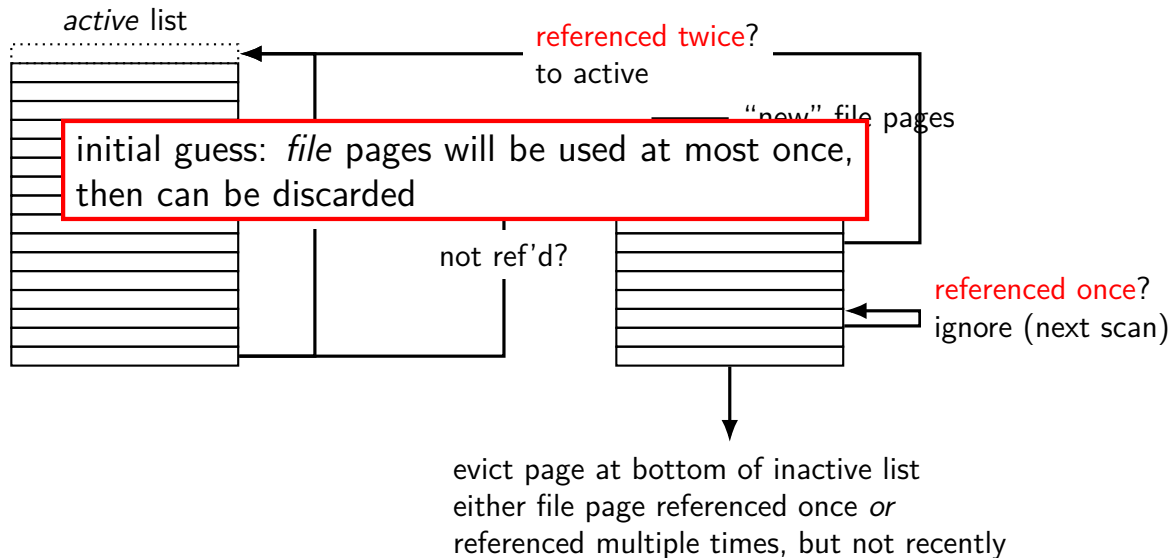 active list
referenced twice?
to active
“new” file pages
initial guess: file pages will be used at most once,
then can be discarded
not ref’d?
referenced once?
ignore (next scan)
evict page at bottom of inactive list
either file page referenced once or
referenced multiple times, but not recently